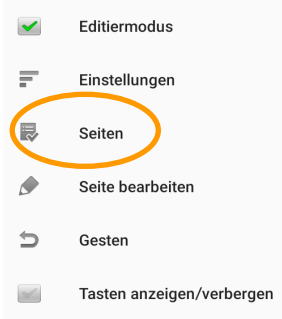 Editiermodus
Einstellungen
Seiten
Seite bearbeiten
Gesten
Tasten anzeigen/verbergen